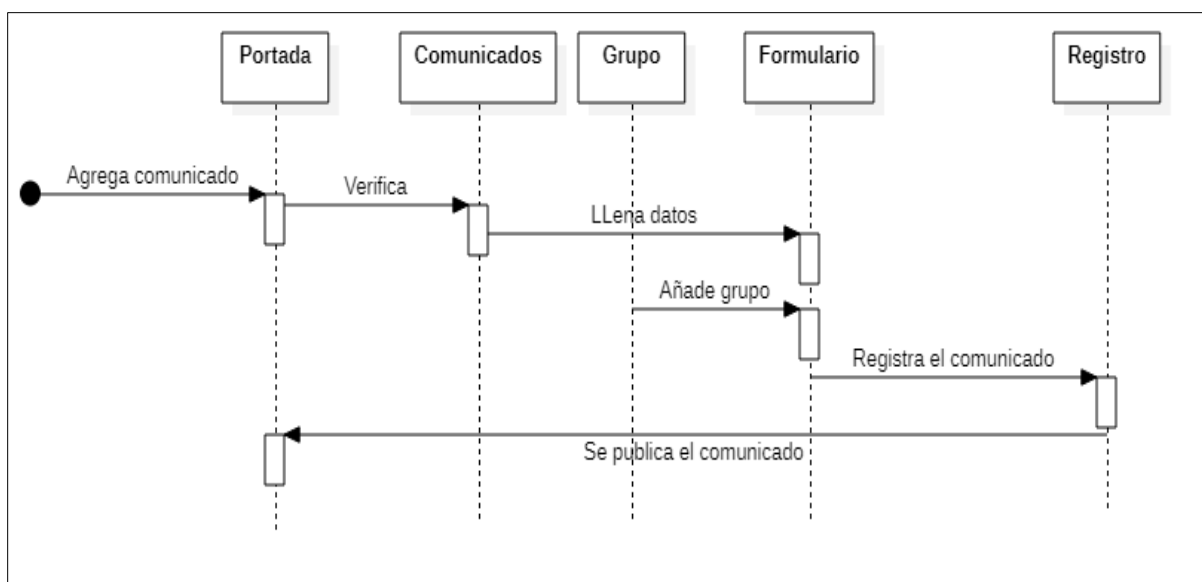 Portada
Comunicados
Grupo
Formulario
Registro
Agrega comunicado
Verifica
LLena datos
Añade grupo
Registra el comunicado
Se publica el comunicado